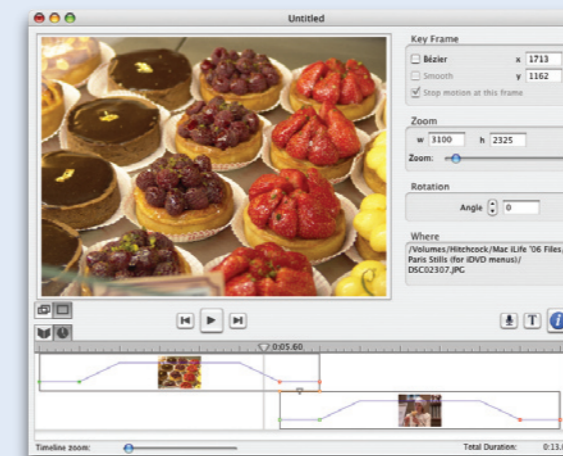 Untitled
Key Frame
Bézier
x 1713
Smooth
y 1162
Stop motion at this frame
Zoom
w 3100 h 2325
Zoom:
Rotation
Angle 0
Where
/Volumes/Hitchcock/Mac iLife '06 Files,
Paris Stills (for iDVD menus)/
DSC02307.JPG
T
i
0:05.60
Timeline zoom:
Total Duration: 0:13.